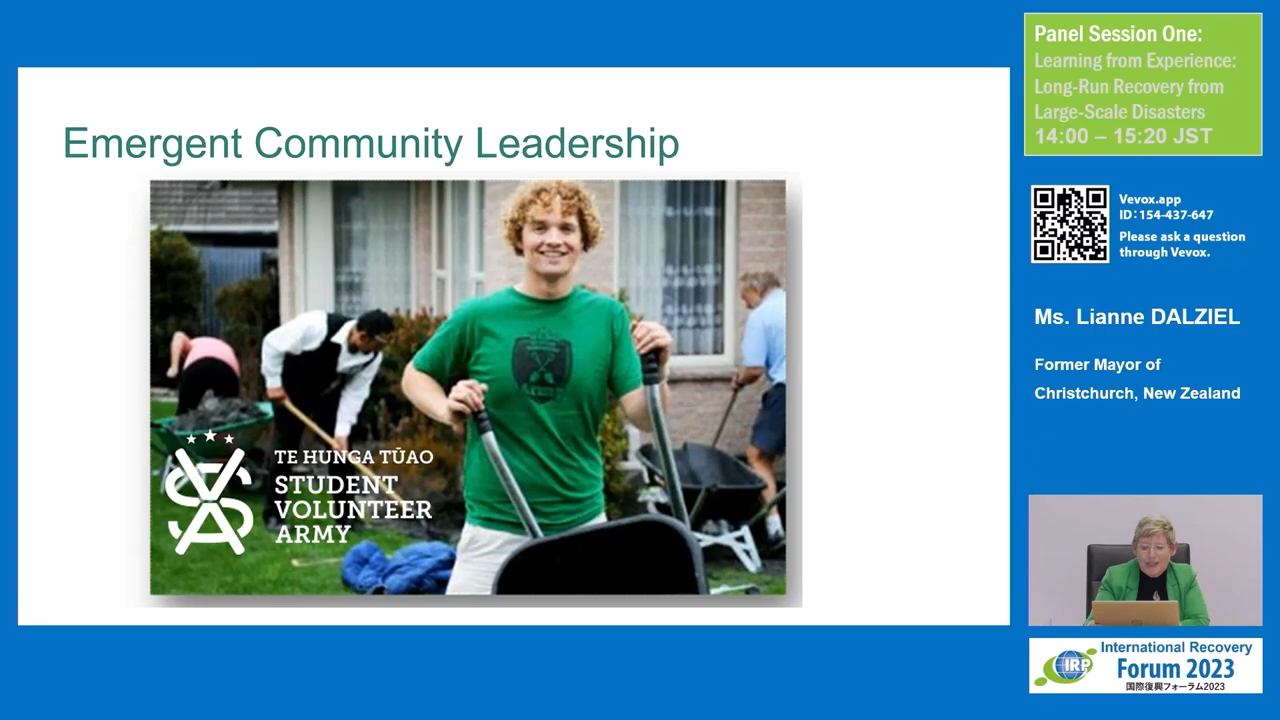 Emergent Community Leadership
TE HUNGA TŪAO
STUDENT
VOLUNTEER
ARMY
Panel Session One:
Learning from Experience:
Long-Run Recovery from
Large-Scale Disasters
14:00 – 15:20 JST
Vevox.app
ID：154-437-647
Please ask a question
through Vevox.
Ms. Lianne DALZIEL
Former Mayor of
Christchurch, New Zealand
IRP
International Recovery
Forum 2023
国際復興フォーラム2023